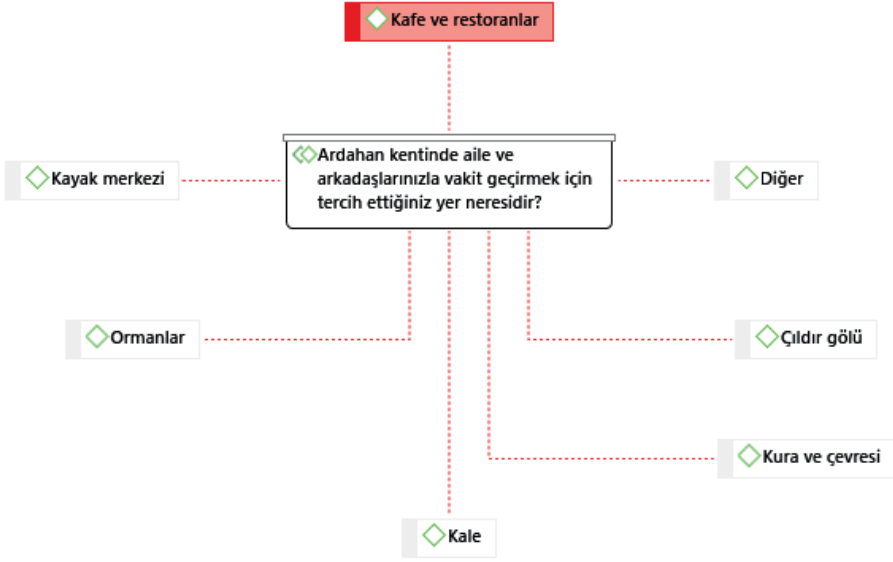 Kafe ve restoranlar
Ardahan kentinde aile ve
arkadaşlarınızla vakit geçirmek için
tercih ettiğiniz yer neresidir?
Kayak merkezi
Diğer
Ormanlar
Çıldır gölü
Kura ve çevresi
Kale